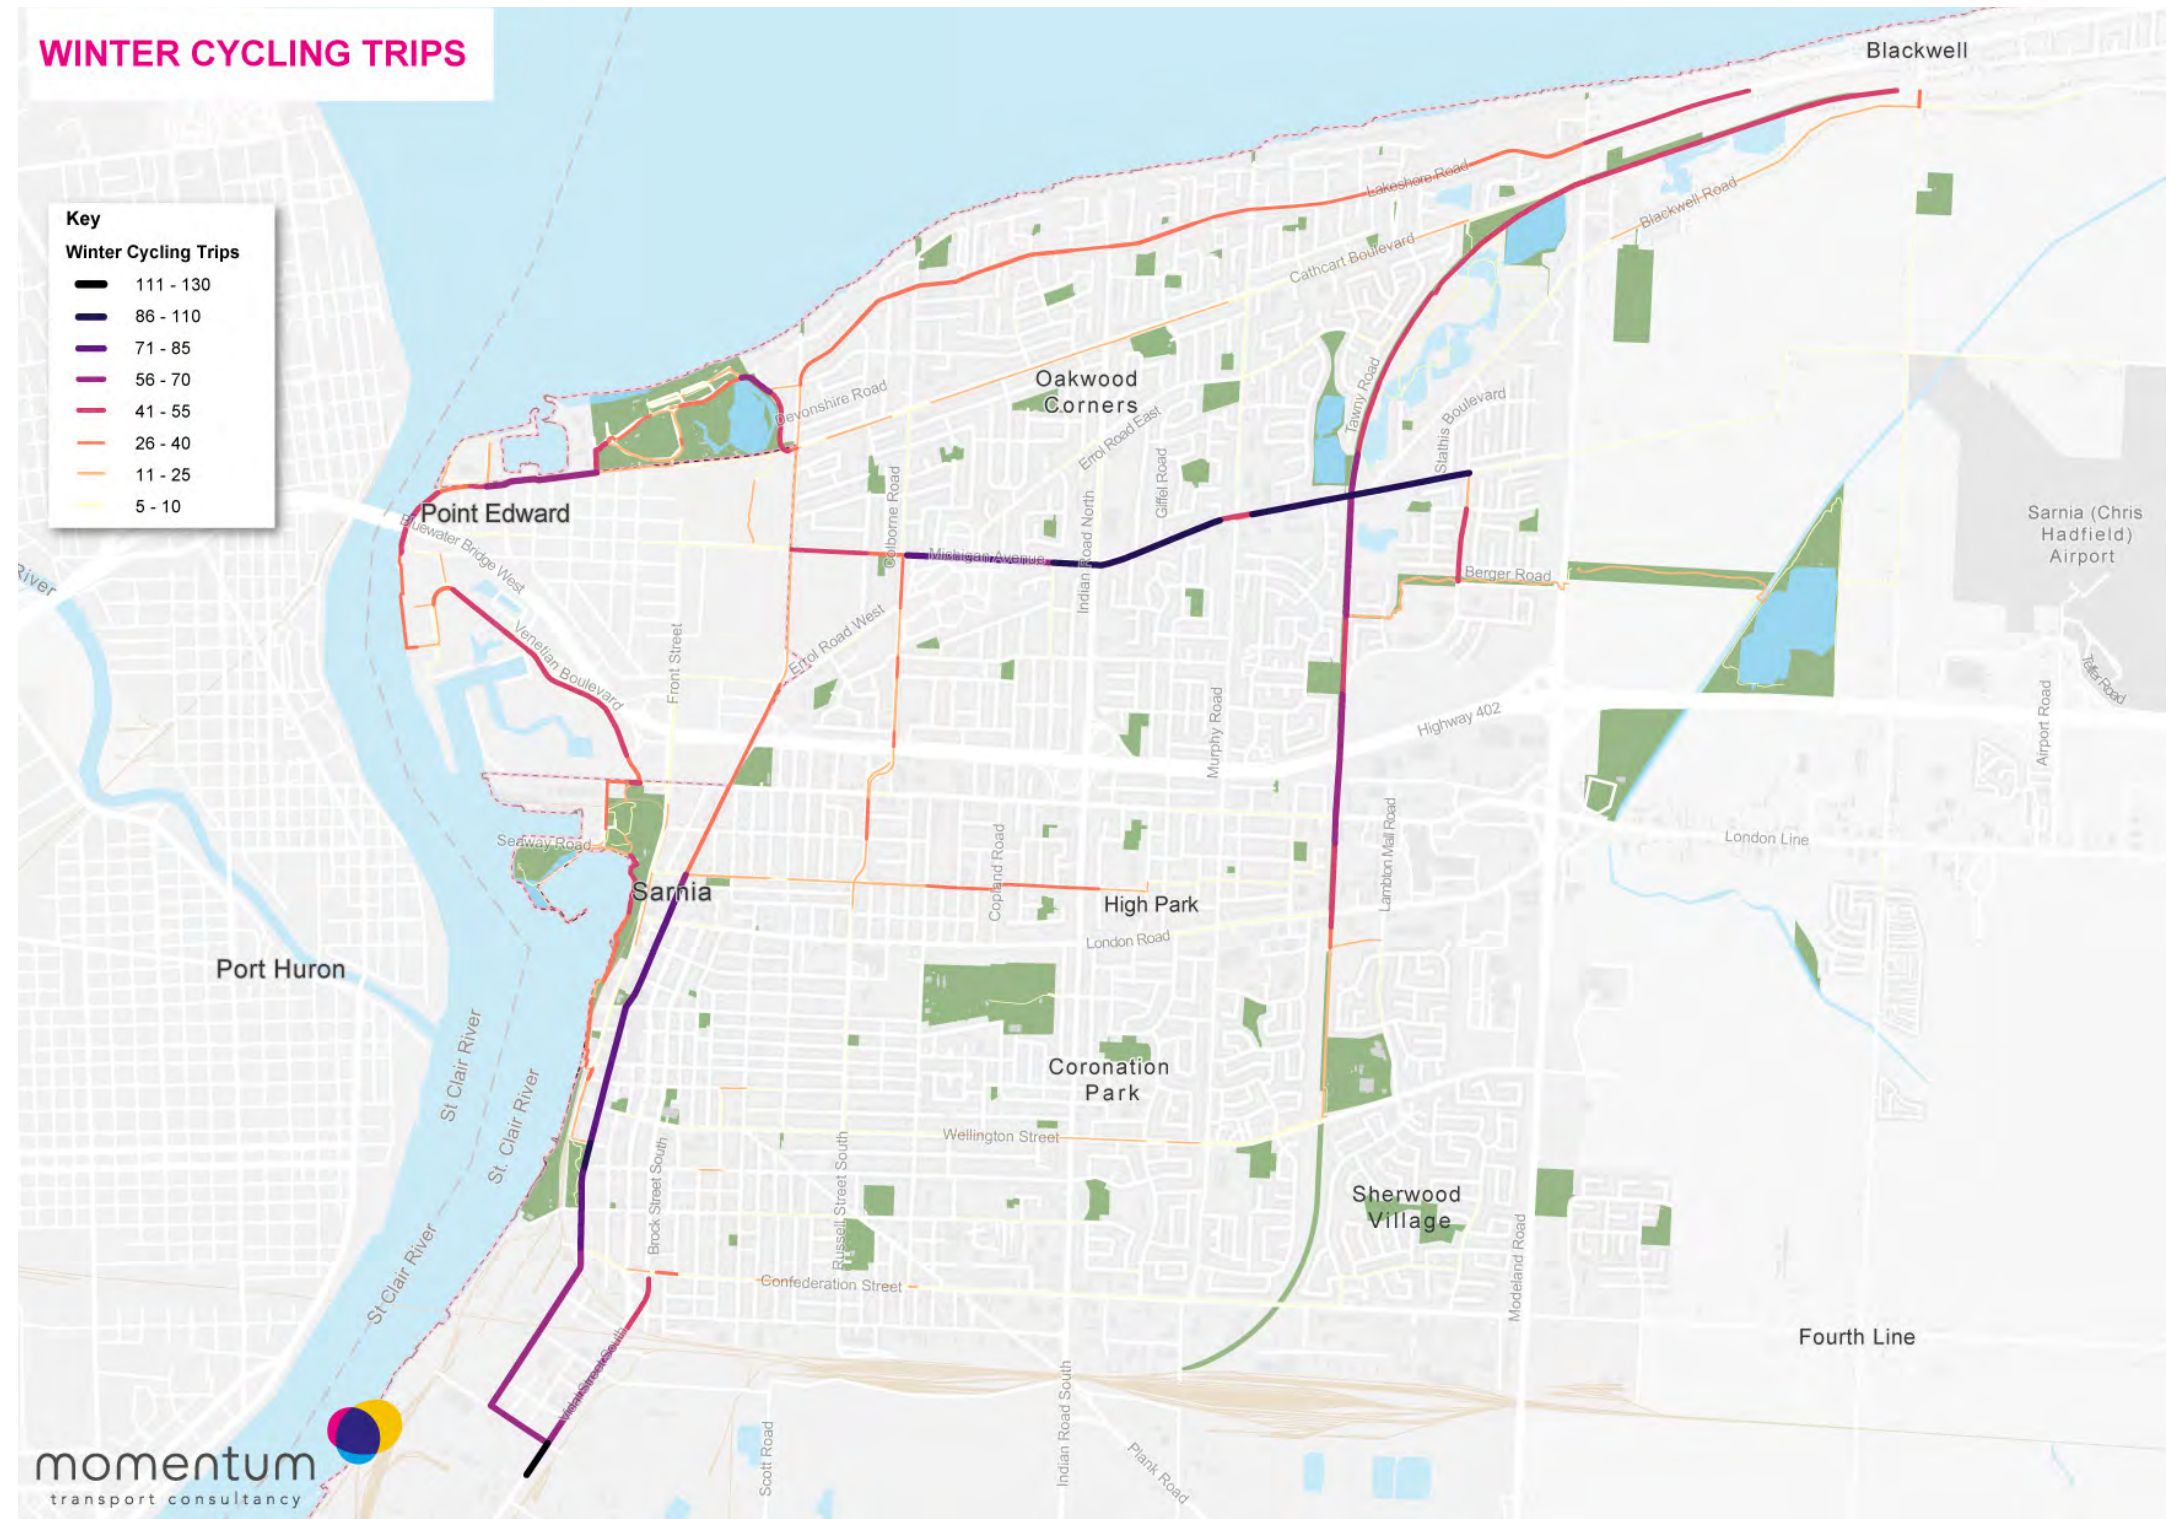 WINTER CYCLING TRIPS
Blackwell
Key
Winter Cycling Trips
111 - 130
86 - 110
71 - 85
56 - 70
41 - 55
26 - 40
11 - 25
5 - 10
Lakeshore Road
Blackwell Road
Cathcart Boulevard
Oakwood
Corners
Devonshire Road
Tawny Road
Stathis Boulevard
Errol Road East
Colborne Road
Giffel Road
Indian Road North
Point Edward
Bluewater Bridge West
Michigan Avenue
Sarnia (Chris
Hadfield)
Airport
River
Berger Road
Venetian Boulevard
Front Street
Errol Road West
Telfer Road
Airport Road
Murphy Road
Highway 402
Seaway Road
Copland Road
Lambton Mall Road
London Line
Sarnia
High Park
London Road
Port Huron
St Clair River
St. Clair River
Coronation
Park
Wellington Street
Brock Street South
Russell Street South
Sherwood
Village
Modeland Road
St Clair River
Confederation Street
Vidal Street South
Fourth Line
Scott Road
Indian Road South
Plank Road
momentum
transport consultancy